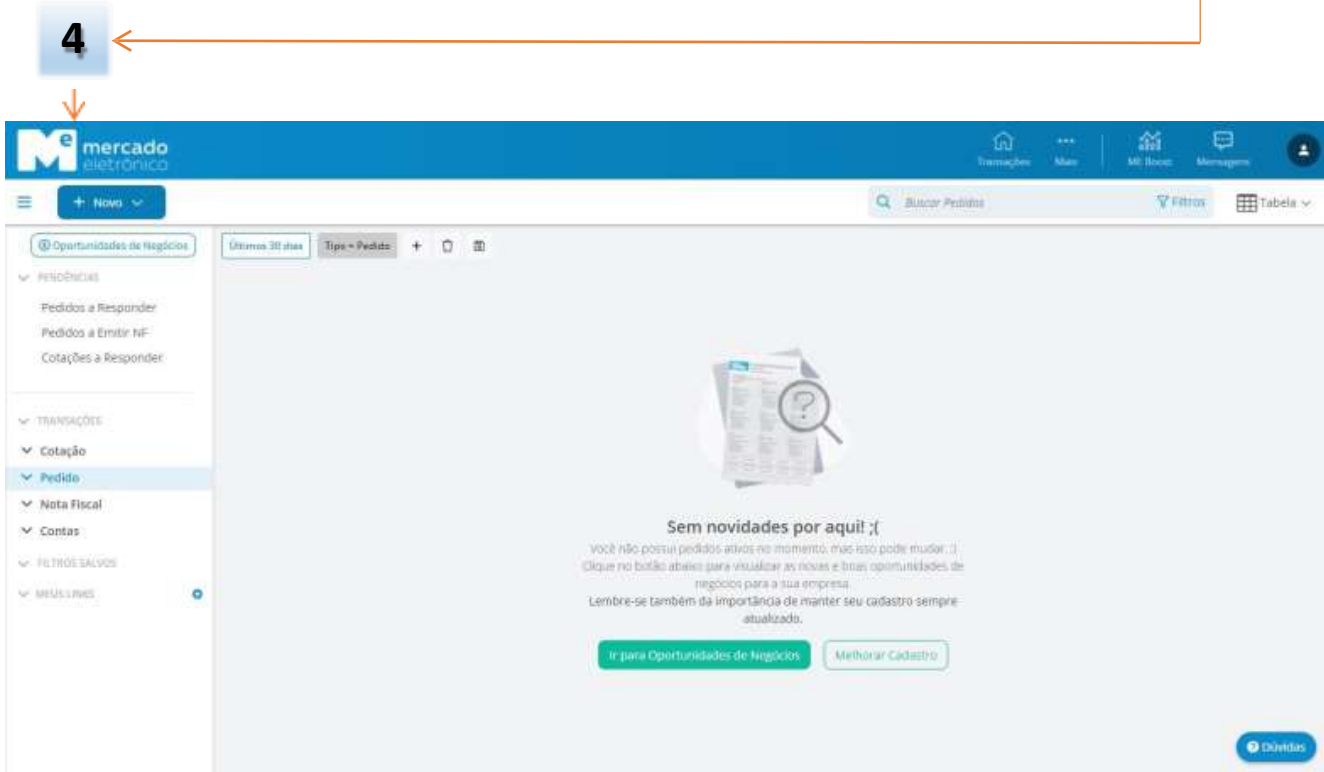 4
Me mercado
eletrônico
Transações
Mais
ME Boost
Mensagens
+ Novo
Buscar Pedidos
Filtros
Tabela
Oportunidades de Negócios
Últimos 30 dias
Tipo = Pedido
+
PENDÊNCIAS
Pedidos a Responder
Pedidos a Emitir NF
Cotações a Responder
TRANSAÇÕES
Cotação
Pedido
Nota Fiscal
Contas
FILTROS SALVOS
MEUS LINKS
Sem novidades por aqui! ;(
Você não possui pedidos ativos no momento, mas isso pode mudar. :)
Clique no botão abaixo para visualizar as novas e boas oportunidades de
negócios para a sua empresa.
Lembre-se também da importância de manter seu cadastro sempre
atualizado.
Ir para Oportunidades de Negócios
Melhorar Cadastro
Dúvidas